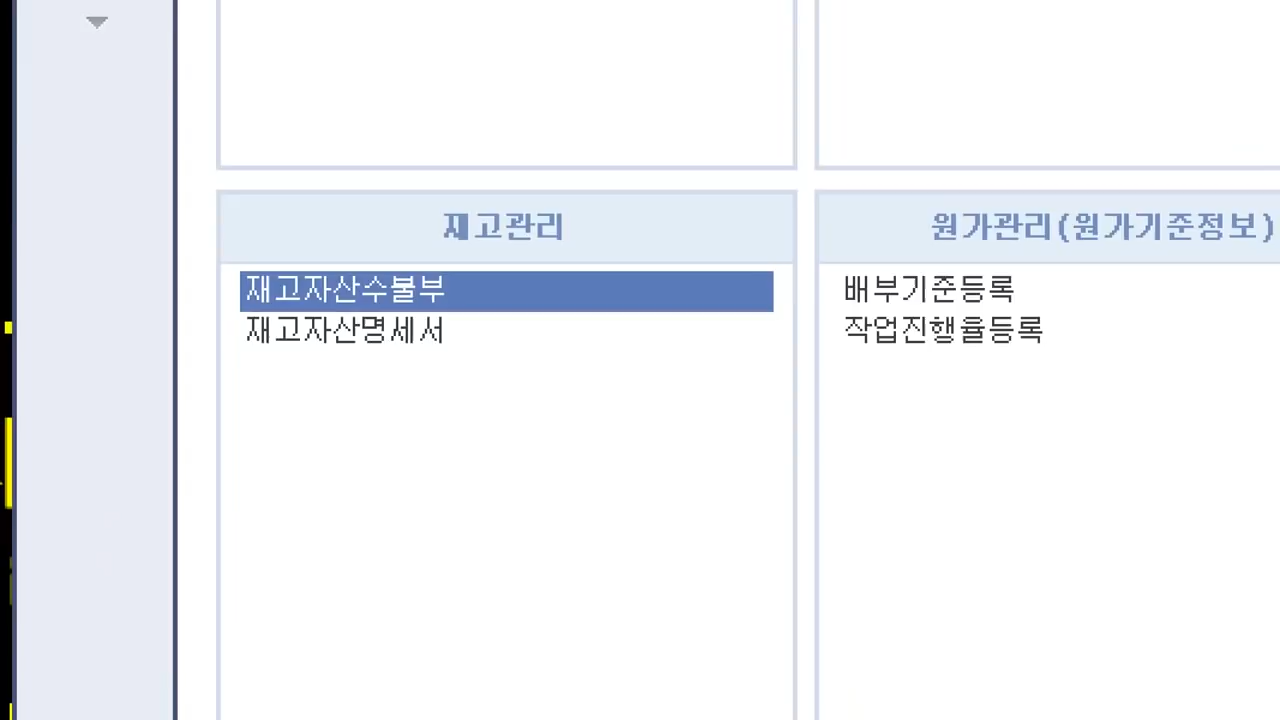 재고관리
재고자산수불부
재고자산명세서
원가관리(원가기준정보)
배부기준등록
작업진행율등록